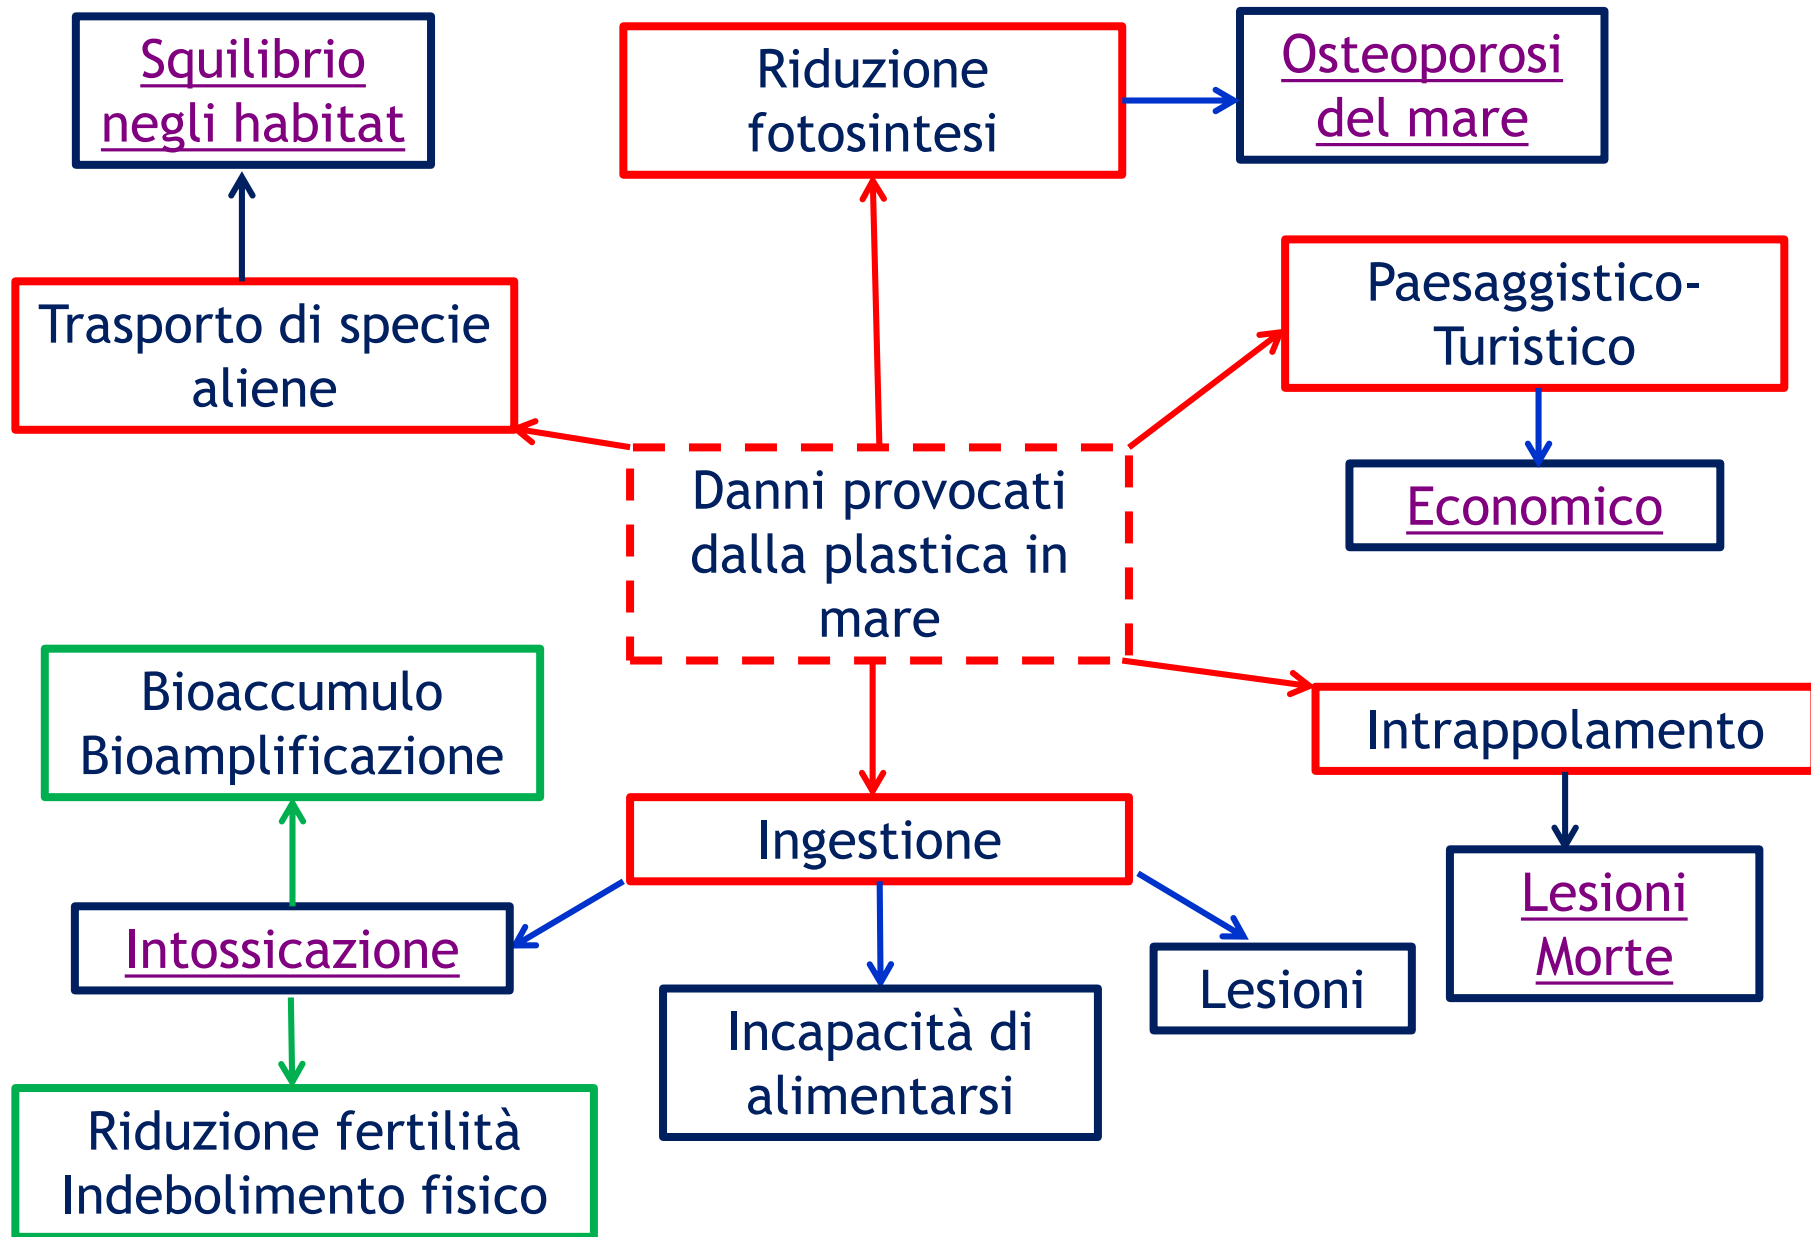 Squilibrio
negli habitat
Riduzione
fotosintesi
Osteoporosi
del mare
Trasporto di specie
aliene
Paesaggistico-
Turistico
Economico
Danni provocati
dalla plastica in
mare
Bioaccumulo
Bioamplificazione
Intrappolamento
Ingestione
Lesioni
Morte
Intossicazione
Lesioni
Incapacità di
alimentarsi
Riduzione fertilità
Indebolimento fisico